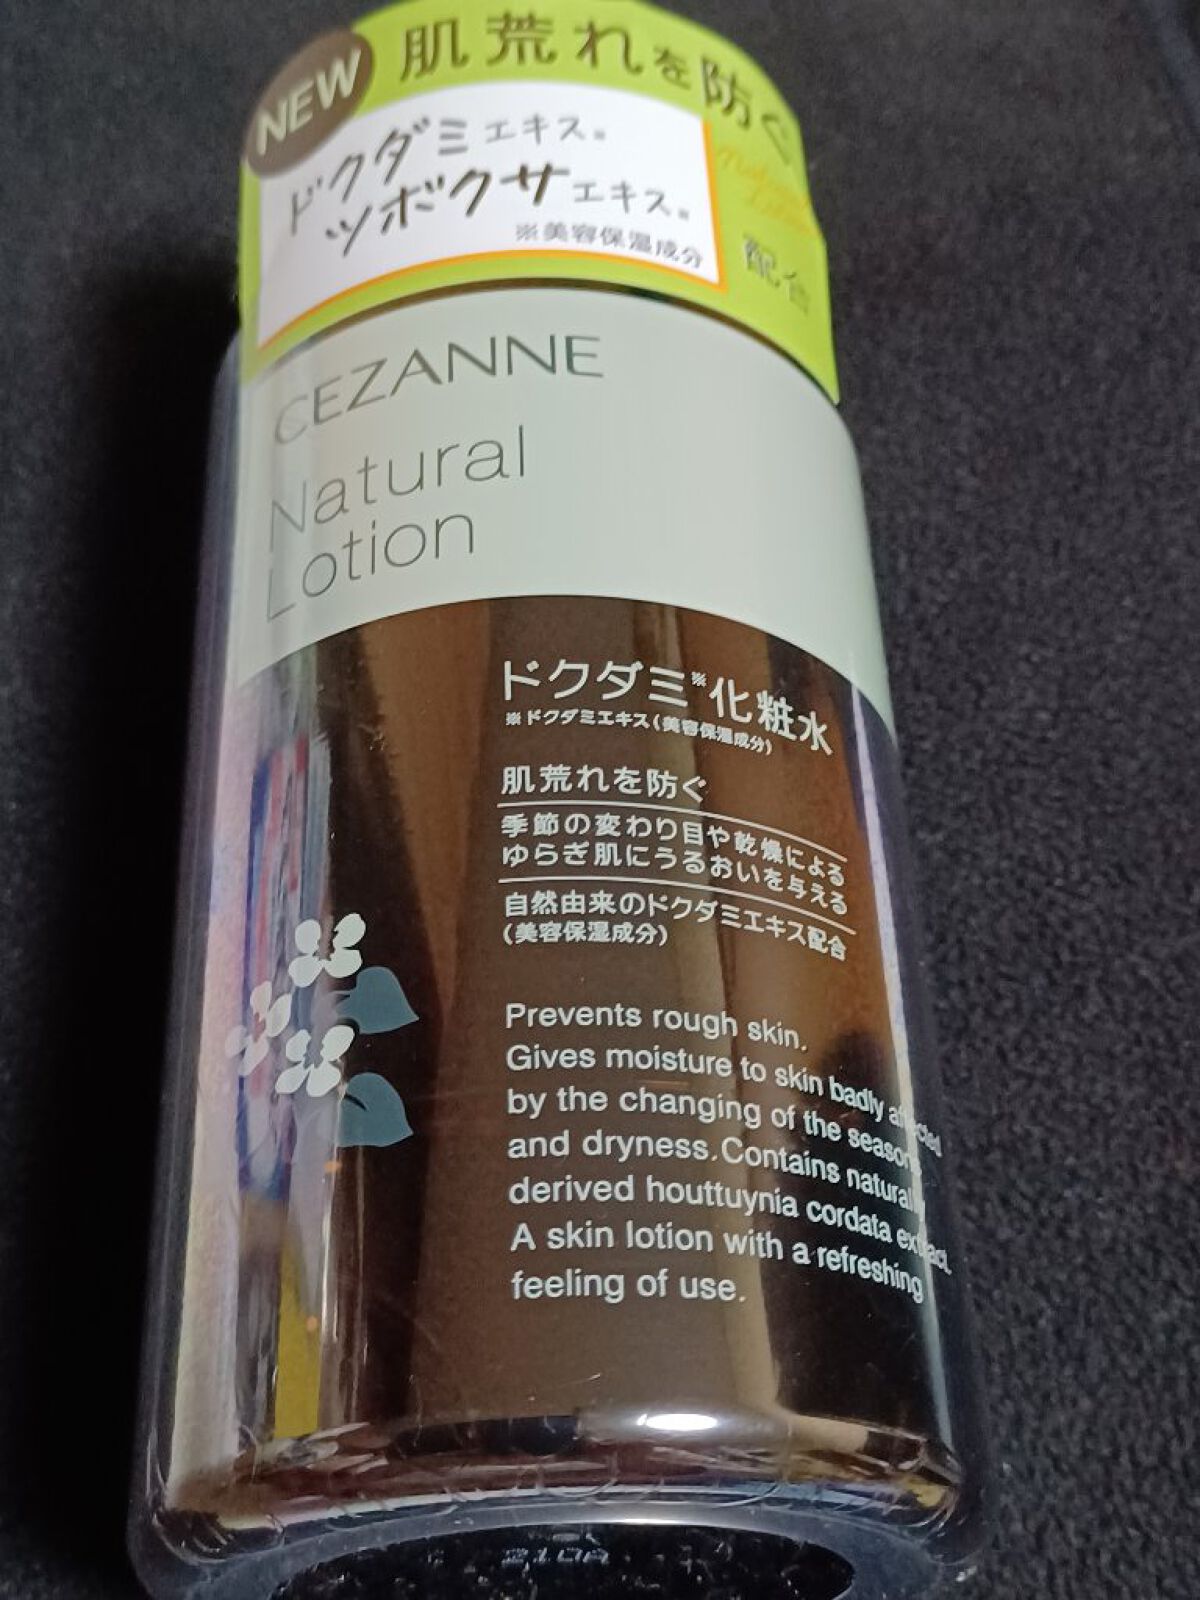 NEW
肌荒れを防ぐ
ドクダミエキス※
ツボクサエキス※
※美容保湿成分
Natural
Lotion
配合
CEZANNE
Natural
Lotion
ドクダミ※化粧水
※ドクダミエキス(美容保湿成分)
肌荒れを防ぐ
季節の変わり目や乾燥による
ゆらぎ肌にうるおいを与える
自然由来のドクダミエキス配合
(美容保湿成分)
Prevents rough skin.
Gives moisture to skin badly affected
by the changing of the seasons
and dryness.Contains naturally
derived houttuynia cordata extract.
A skin lotion with a refreshing
feeling of use.